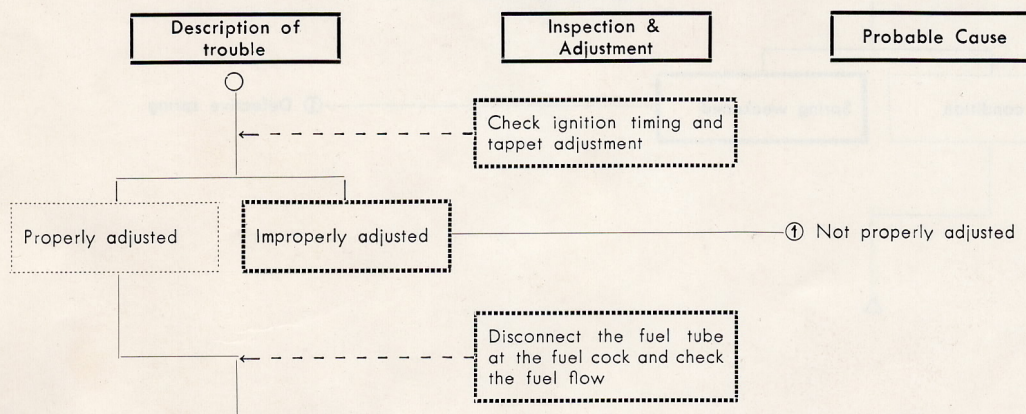 Description of
trouble
Inspection &
Adjustment
Probable Cause
Check ignition timing and
tappet adjustment
Properly adjusted
Improperly adjusted
① Not properly adjusted
Disconnect the fuel tube
at the fuel cock and check
the fuel flow